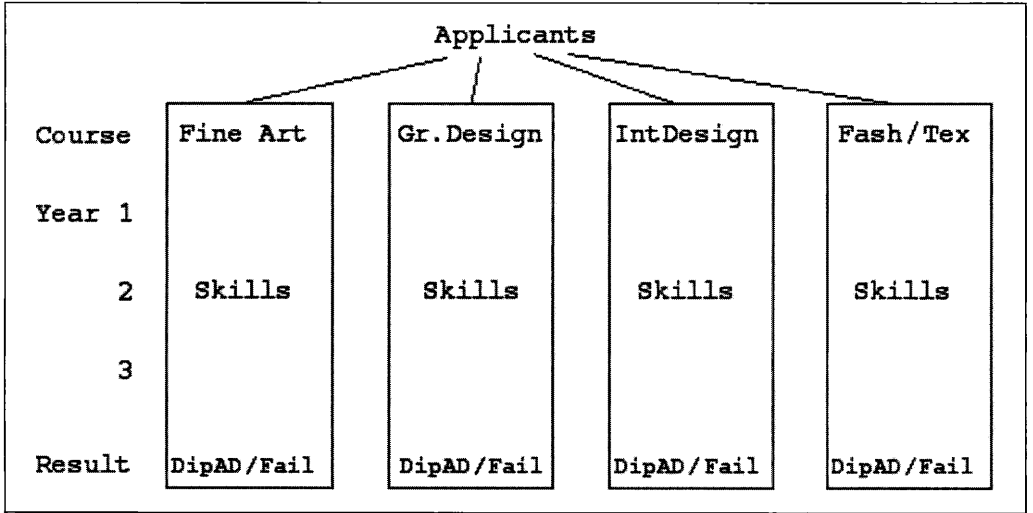 Applicants
Course Fine Art Gr.Design IntDesign Fash/Tex
Year 1
2 Skills Skills Skills Skills
3
Result DipAD/Fail DipAD/Fail DipAD/Fail DipAD/Fail